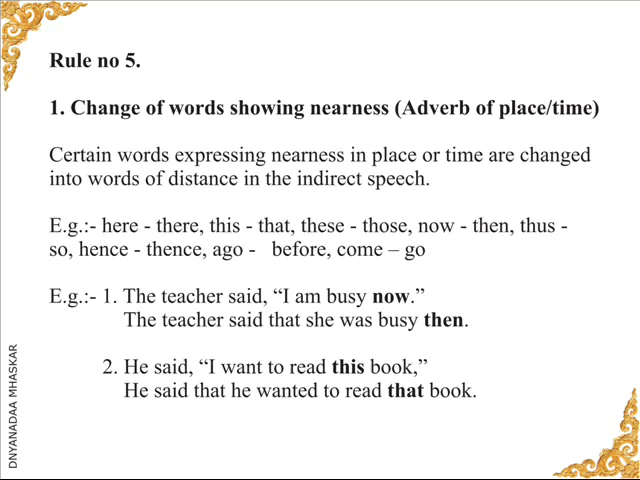 Rule no 5.
1. Change of words showing nearness (Adverb of place/time)
Certain words expressing nearness in place or time are changed
into words of distance in the indirect speech.
E.g.:- here - there, this - that, these - those, now - then, thus -
so, hence - thence, ago -   before, come – go
E.g.:- 1. The teacher said, “I am busy now.”
The teacher said that she was busy then.
2. He said, “I want to read this book,”
He said that he wanted to read that book.
DNYANADAA MHASKAR